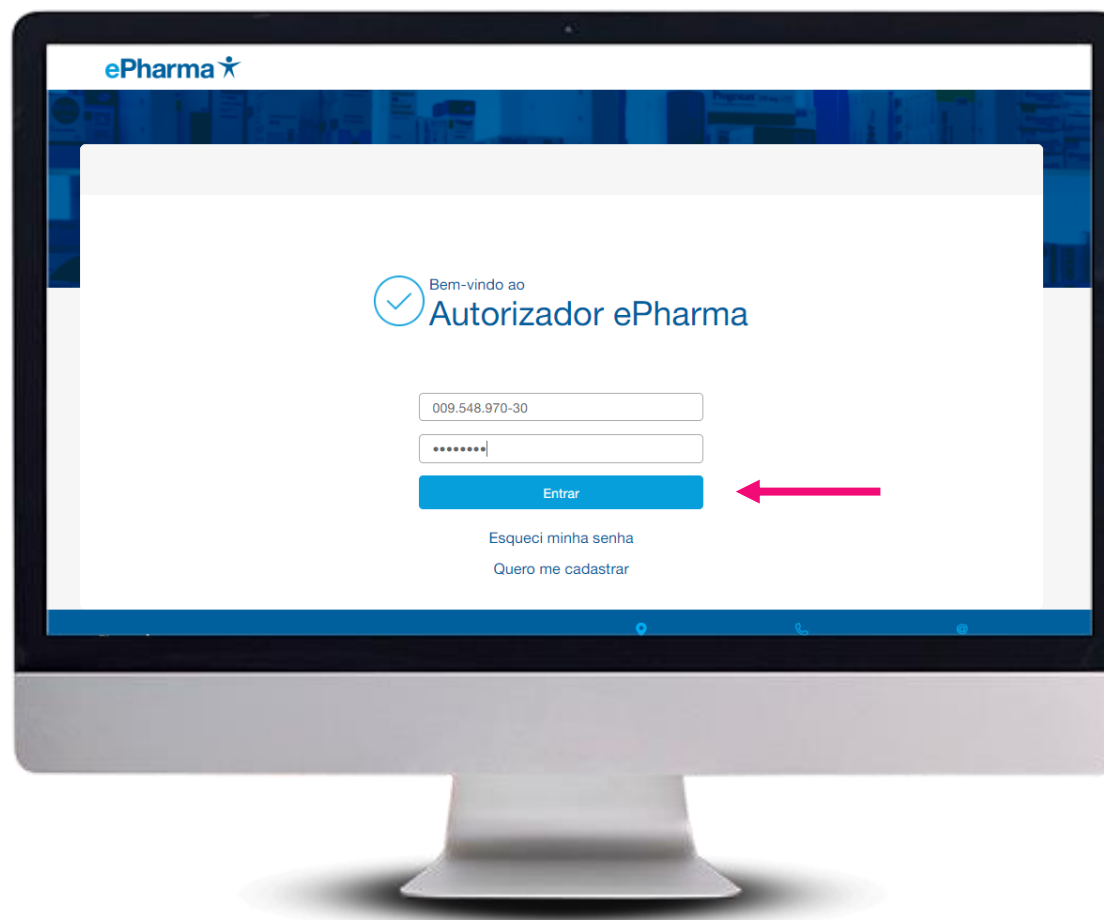 ePharma
Bem-vindo ao
Autorizador ePharma
009.548.970-30
••••••••
Entrar
Esqueci minha senha
Quero me cadastrar